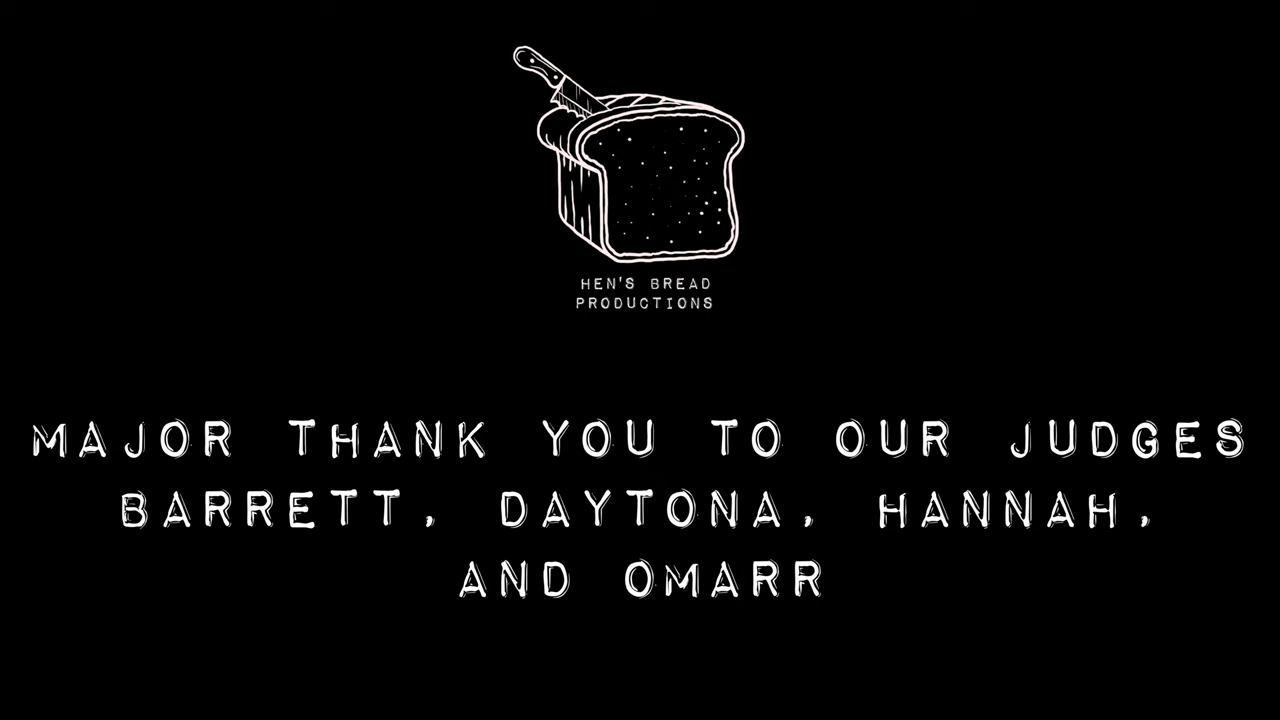 HEN'S BREAD
PRODUCTIONS
MAJOR THANK YOU TO OUR JUDGES
BARRETT, DAYTONA, HANNAH,
AND OMARR